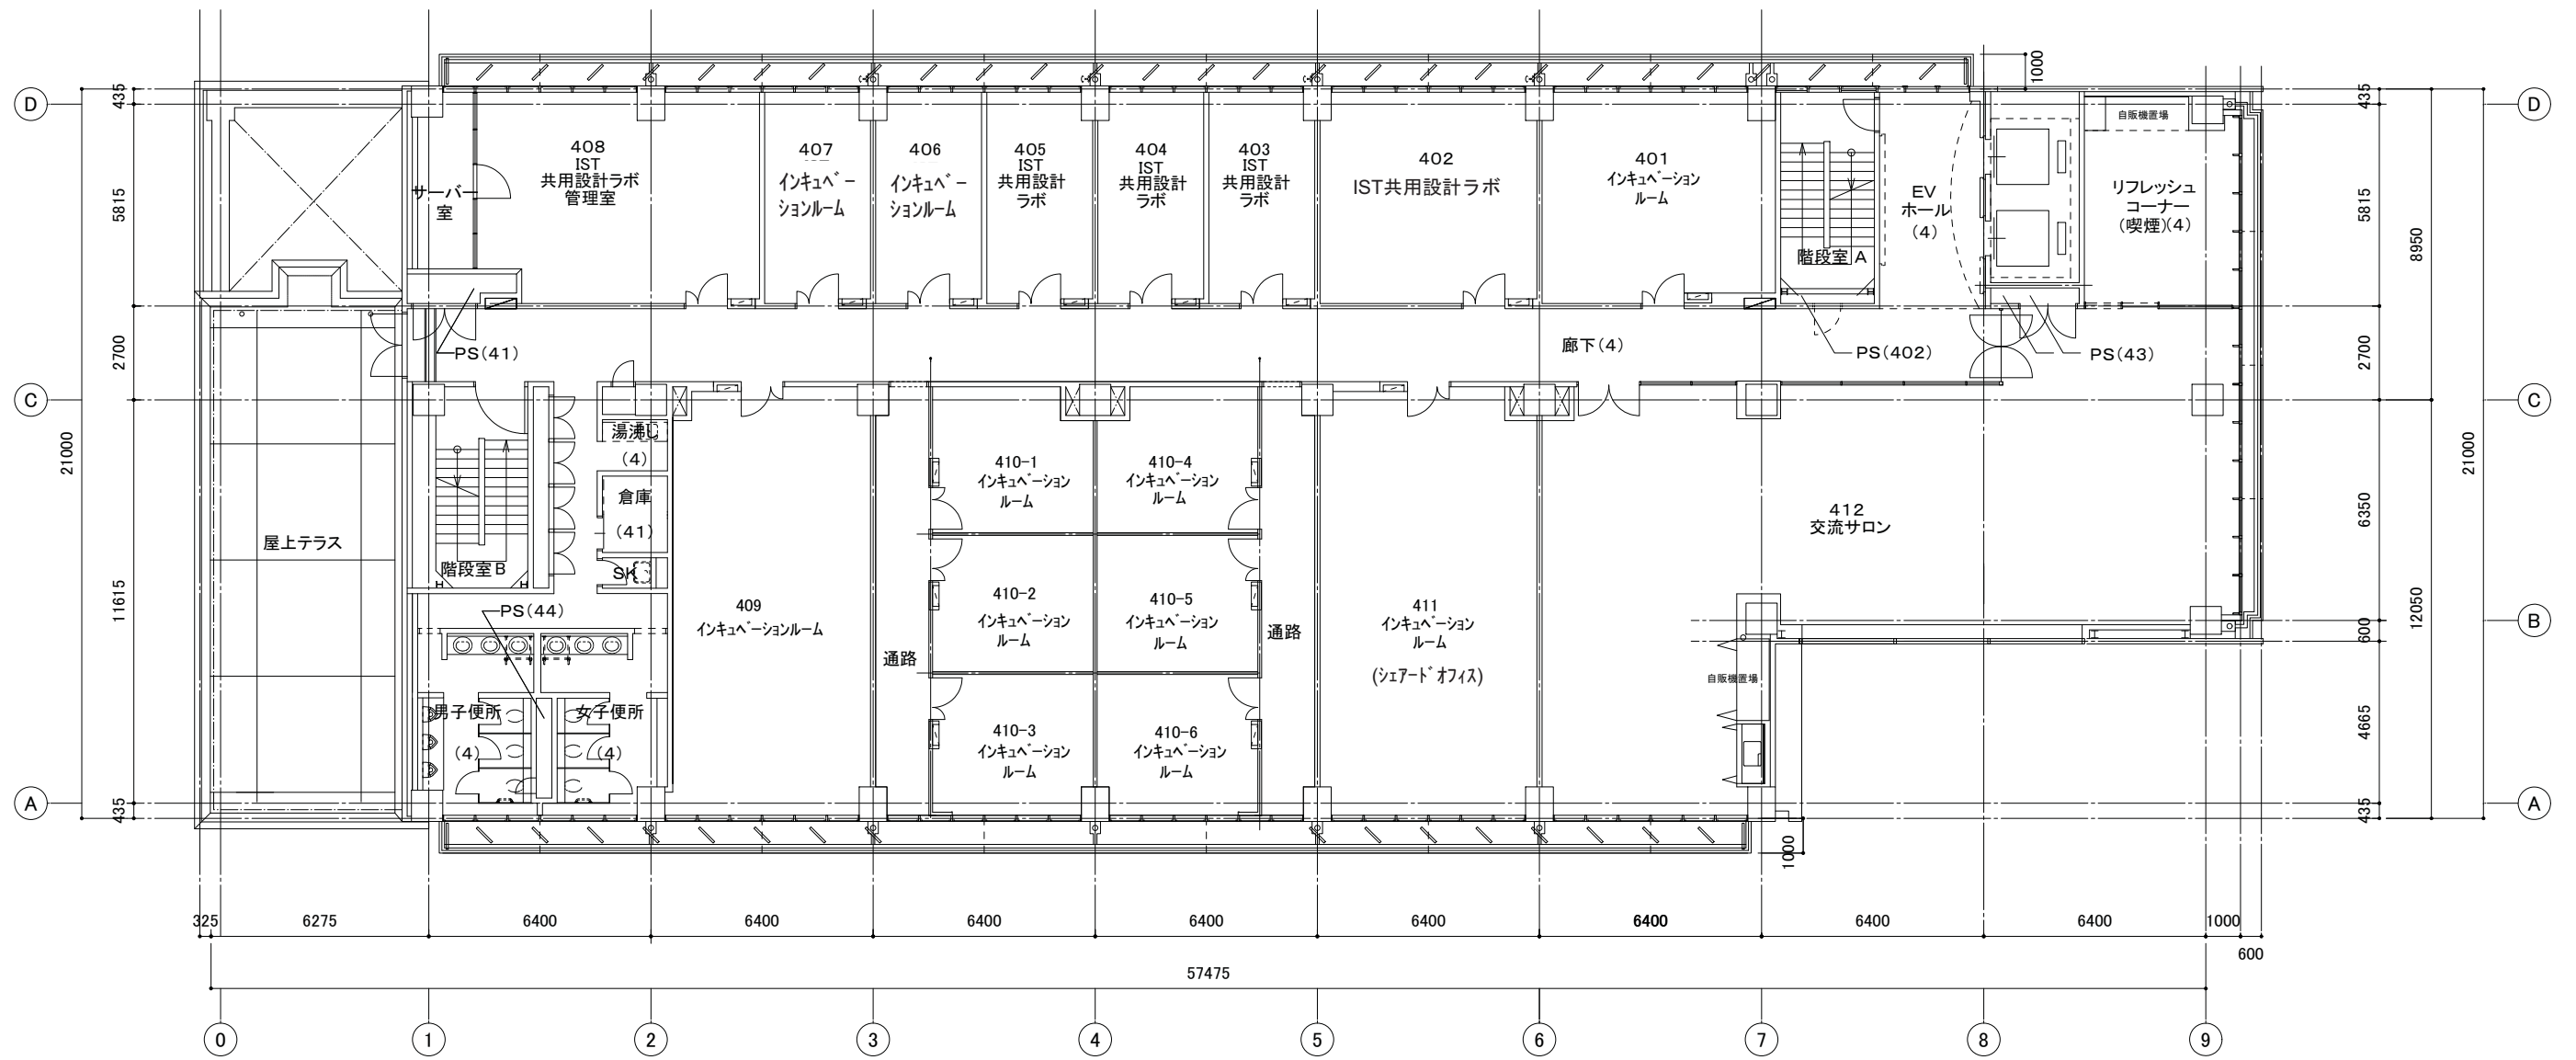 1000
D
435
435
D
408
IST
共用設計ラボ
管理室
407
インキュベー
ションルーム
406
インキュベー
ションルーム
405
IST
共用設計
ラボ
404
IST
共用設計
ラボ
403
IST
共用設計
ラボ
402
IST共用設計ラボ
401
インキュベーション
ルーム
自販機置場
サーバー
室
EV
ホール
(4)
リフレッシュ
コーナー
(喫煙)(4)
階段室A
5815
5815
8950
PS(41)
廊下(4)
PS(402)
PS(43)
2700
2700
C
C
21000
21000
湯沸し
(4)
倉庫
(41)
SK
階段室B
屋上テラス
PS(44)
男子便所
(4)
女子便所
(4)
409
インキュベーションルーム
通路
410-1
インキュベーション
ルーム
410-4
インキュベーション
ルーム
410-2
インキュベーション
ルーム
410-5
インキュベーション
ルーム
410-3
インキュベーション
ルーム
410-6
インキュベーション
ルーム
通路
411
インキュベーション
ルーム
(シェアードオフィス)
412
交流サロン
自販機置場
11615
6350
600
12050
B
4665
A
435
435
A
1000
325
6275
6400
6400
6400
6400
6400
6400
6400
6400
1000
600
57475
0
1
2
3
4
5
6
7
8
9